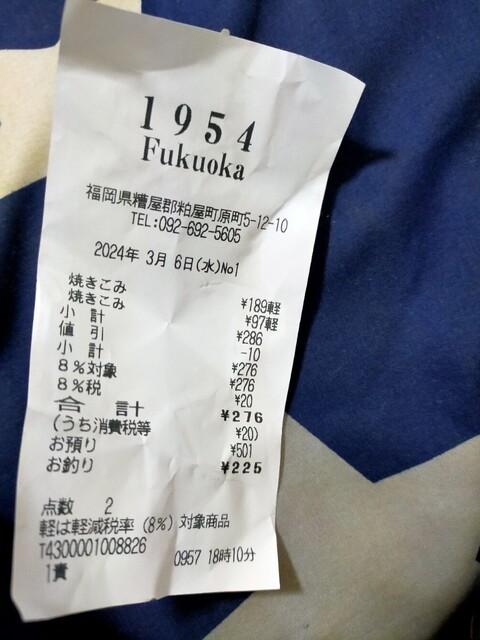 1954
Fukuoka
福岡県糟屋郡粕屋町原町5-12-10
TEL:092-692-5605
2024年 3月 6日(水)No1
焼きこみ ¥189軽
焼きこみ ¥97軽
小 計 ¥286
値 引 -10
小 計 ¥276
8%対象 ¥276
8%税 ¥20
合 計 ¥276
(うち消費税等 ¥20)
お預り ¥501
お釣り ¥225
点数 2
軽は軽減税率(8%)対象商品
T4300001008826
0957 18時10分
1責